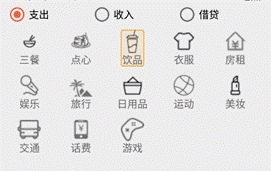 支出 收入 借贷
三餐 点心 饮品 衣服 房租
娱乐 旅行 日用品 运动 美妆
交通 话费 游戏